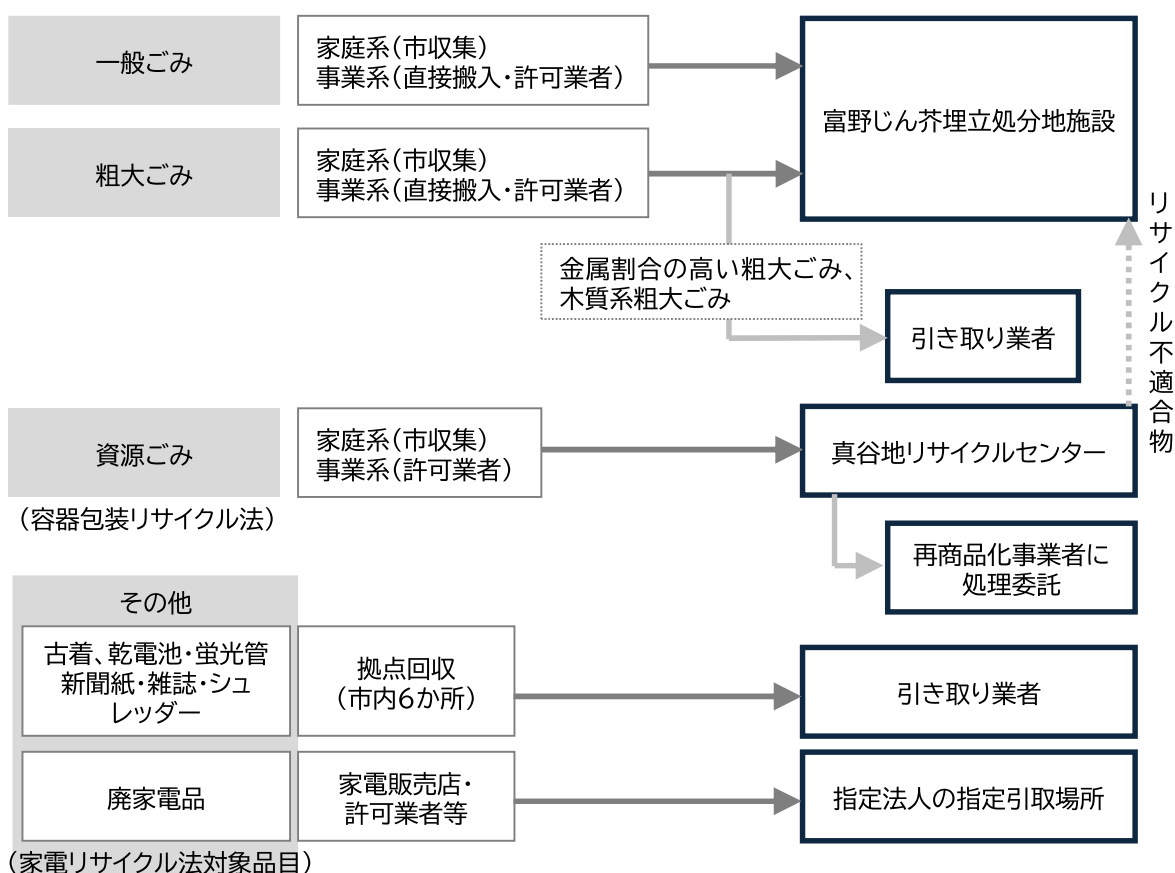 一般ごみ
家庭系（市収集）
事業系（直接搬入・許可業者）
富野じん芥埋立処分地施設
粗大ごみ
家庭系（市収集）
事業系（直接搬入・許可業者）
金属割合の高い粗大ごみ、
木質系粗大ごみ
引き取り業者
リサイクル不適合物
資源ごみ
（容器包装リサイクル法）
家庭系（市収集）
事業系（許可業者）
真谷地リサイクルセンター
再商品化事業者に
処理委託
その他
古着、乾電池・蛍光管
新聞紙・雑誌・シュ
レッダー
拠点回収
（市内6か所）
引き取り業者
廃家電品
家電販売店・
許可業者等
指定法人の指定引取場所
（家電リサイクル法対象品目）